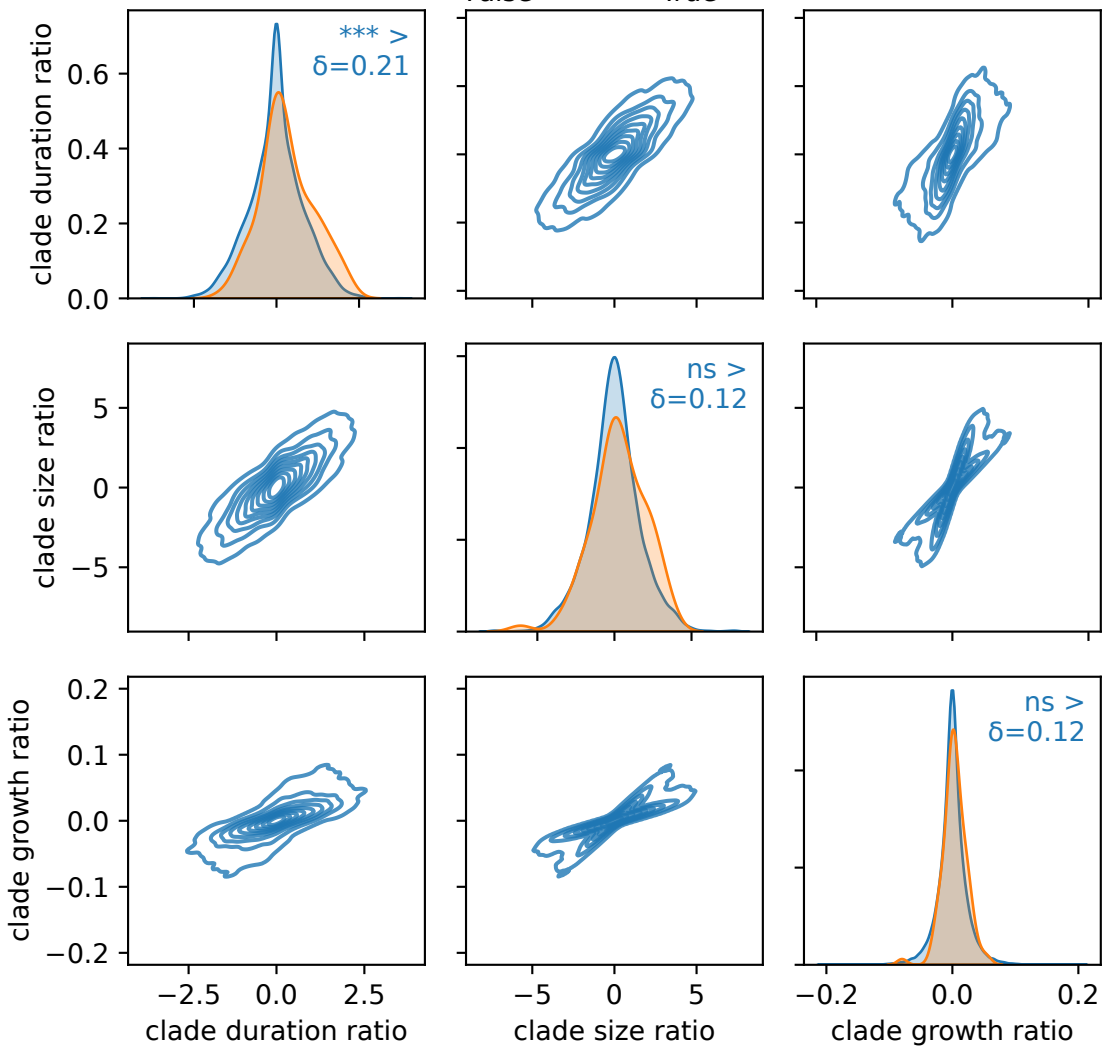 clade duration ratio
0.6
0.4
0.2
0.0
*** >
δ=0.21
clade size ratio
5
0
−5
ns >
δ=0.12
clade growth ratio
0.2
0.1
0.0
−0.1
−0.2
ns >
δ=0.12
−2.5
0.0
2.5
−5
0
5
−0.2
0.0
0.2
clade duration ratio
clade size ratio
clade growth ratio